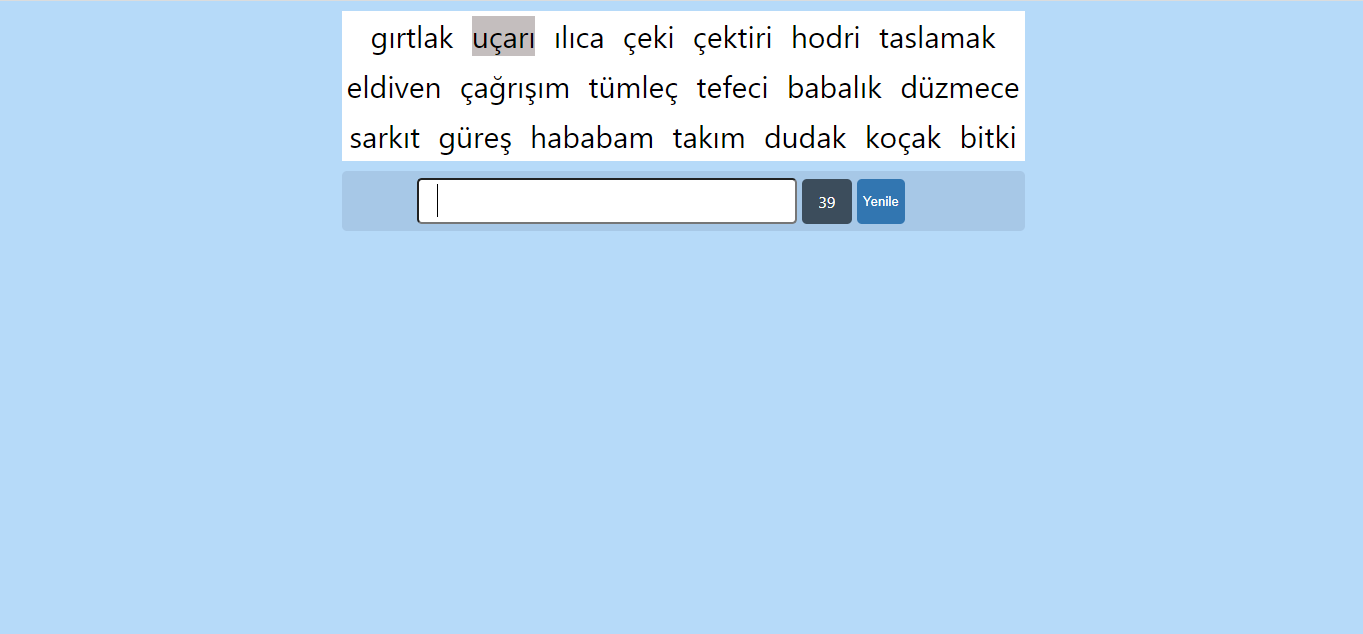 gırtlak uçarı ılıca çeki çektiri hodri taslamak
eldiven çağrışım tümleç tefeci babalık düzmece
sarkıt güreş hababam takım dudak koçak bitki
39 Yenile